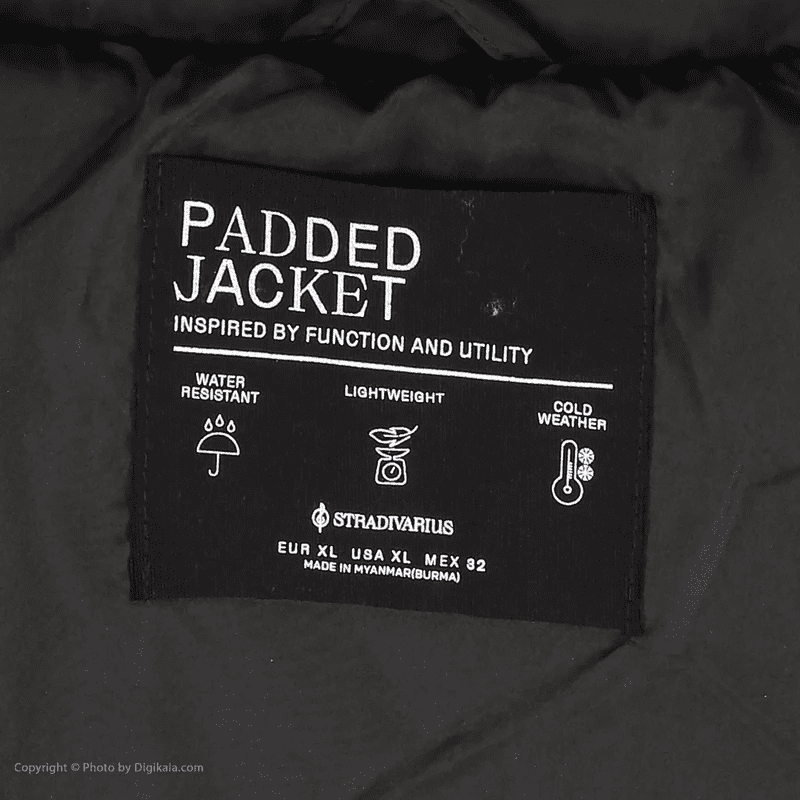 PADDED
JACKET
INSPIRED BY FUNCTION AND UTILITY
WATER
RESISTANT
LIGHTWEIGHT
COLD
WEATHER
STRADIVARIUS
EUR XL USA XL MEX 32
MADE IN MYANMAR(BURMA)
Copyright © Photo by Digikala.com